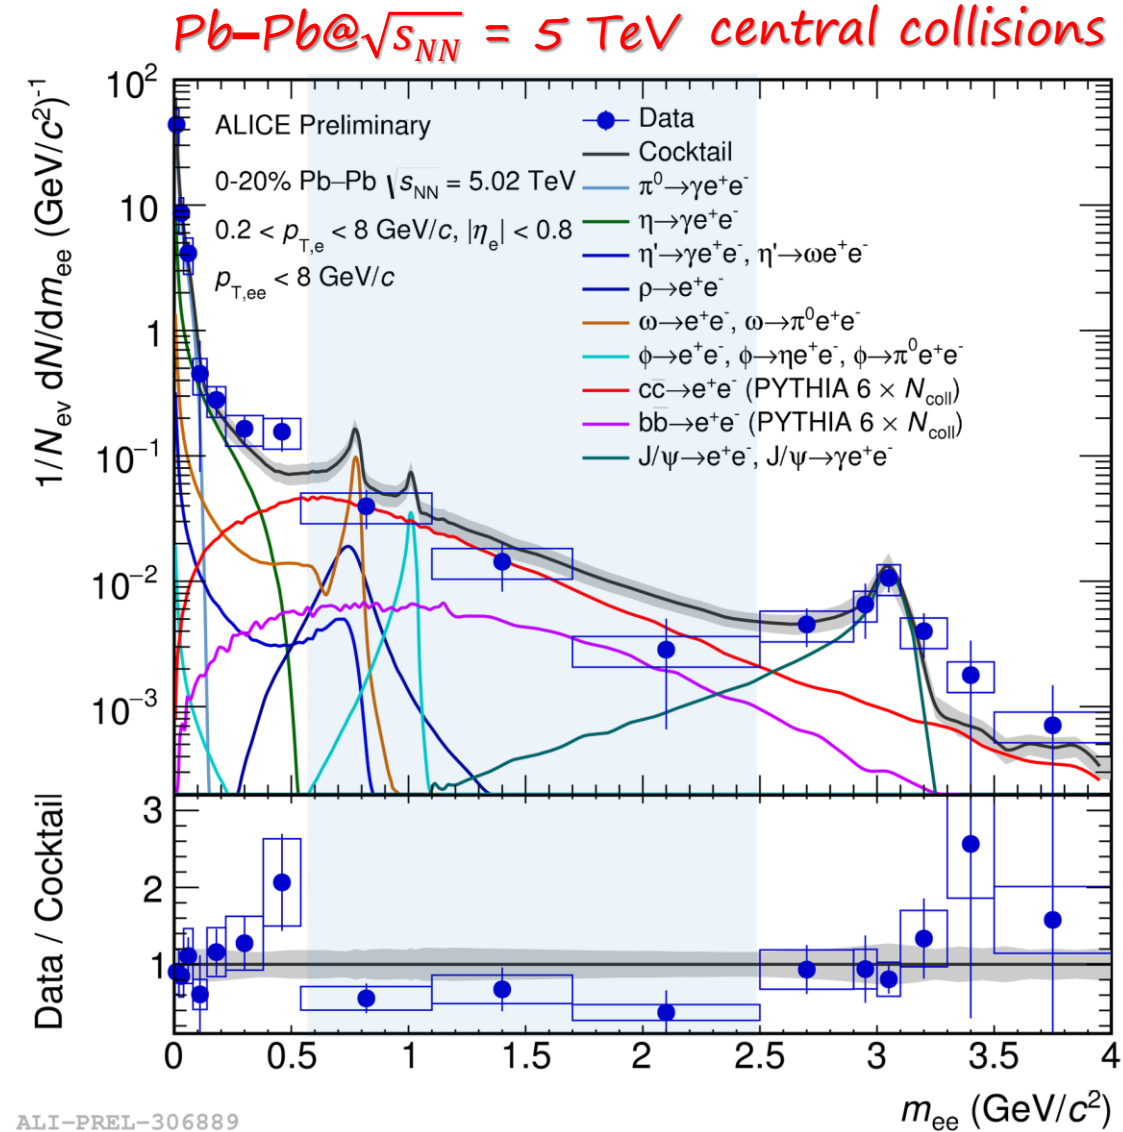 Pb–Pb@√s_NN = 5 TeV central collisions
1/N_ev dN/dm_ee (GeV/c²)⁻¹
10²
10
1
10⁻¹
10⁻²
10⁻³
ALICE Preliminary
0-20% Pb–Pb √s_NN = 5.02 TeV
0.2 < p_T,e < 8 GeV/c, |η_e| < 0.8
p_T,ee < 8 GeV/c
Data
Cocktail
π⁰→γe⁺e⁻
η→γe⁺e⁻
η'→γe⁺e⁻, η'→ωe⁺e⁻
ρ→e⁺e⁻
ω→e⁺e⁻, ω→π⁰e⁺e⁻
ϕ→e⁺e⁻, ϕ→ηe⁺e⁻, ϕ→π⁰e⁺e⁻
cc̄→e⁺e⁻ (PYTHIA 6 × N_coll)
bb̄→e⁺e⁻ (PYTHIA 6 × N_coll)
J/ψ→e⁺e⁻, J/ψ→γe⁺e⁻
Data / Cocktail
3
2
1
0 0.5 1 1.5 2 2.5 3 3.5 4
m_ee (GeV/c²)
ALI-PREL-306889